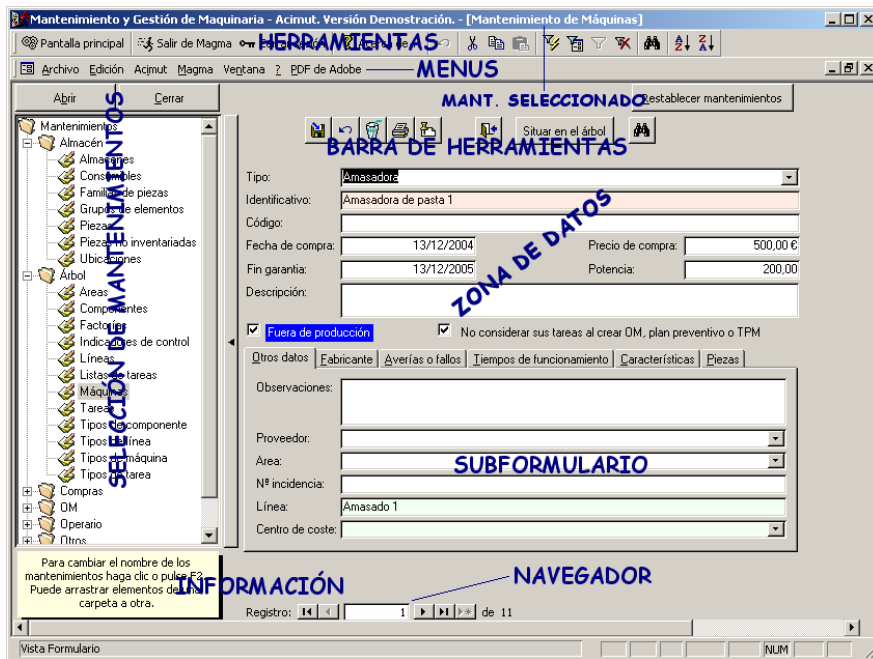 Mantenimiento y Gestión de Maquinaria - Acimut. Versión Demostración. - [Mantenimiento de Máquinas]
Pantalla principal Salir de Magma HERRAMIENTAS
Archivo Edición Acimut Magma Ventana ? PDF de Adobe MENUS
Abrir Cerrar MANT. SELECCIONADO Restablecer mantenimientos
SELECCIÓN DE MANTENIMIENTOS
Mantenimientos
Almacén
Almacenes
Consumibles
Familias de piezas
Grupos de elementos
Piezas
Piezas no inventariadas
Ubicaciones
Árbol
Areas
Componentes
Factorías
Indicadores de control
Líneas
Listas de tareas
Máquinas
Tareas
Tipos de componente
Tipos de línea
Tipos de máquina
Tipos de tarea
Compras
OM
Operario
Otros
Situar en el árbol
BARRA DE HERRAMIENTAS
Tipo: Amasadora
Identificativo: Amasadora de pasta 1
Código:
Fecha de compra: 13/12/2004 Precio de compra: 500,00 €
Fin garantia: 13/12/2005 Potencia: 200,00
Descripción:
ZONA DE DATOS
Fuera de producción No considerar sus tareas al crear OM, plan preventivo o TPM
Otros datos Fabricante Averías o fallos Tiempos de funcionamiento Características Piezas
Observaciones:
Proveedor:
Area:
SUBFORMULARIO
Nº incidencia:
Línea: Amasado 1
Centro de coste:
Para cambiar el nombre de los
mantenimientos haga clic o pulse F2
Puede arrastrar elementos de una
carpeta a otra.
INFORMACIÓN
NAVEGADOR
Registro: 1 de 11
Vista Formulario NUM